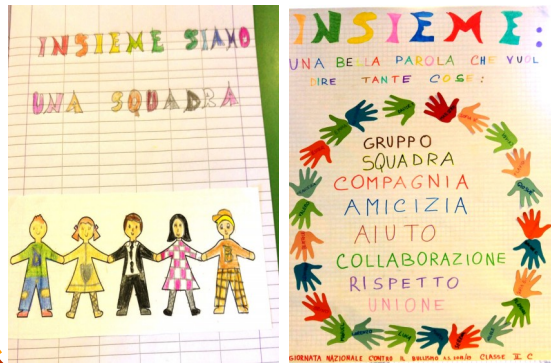 INSIEME SIAMO
UNA SQUADRA
INSIEME:
UNA BELLA PAROLA CHE VUOL
DIRE TANTE COSE:
GRUPPO
SQUADRA
COMPAGNIA
AMICIZIA
AIUTO
COLLABORAZIONE
RISPETTO
UNIONE
GIORNATA NAZIONALE CONTRO IL BULLISMO A.S. CLASSE C